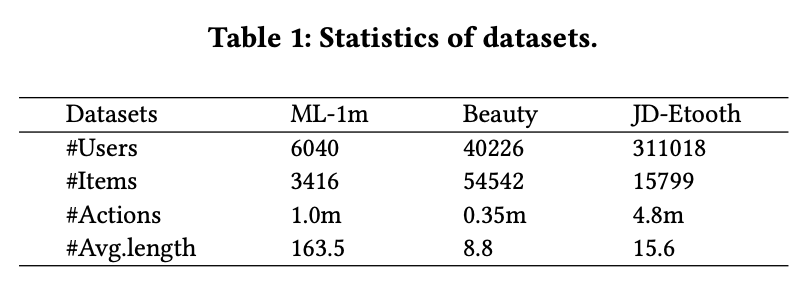 Table 1: Statistics of datasets.
Datasets ML-1m Beauty JD-Etooth
#Users 6040 40226 311018
#Items 3416 54542 15799
#Actions 1.0m 0.35m 4.8m
#Avg.length 163.5 8.8 15.6